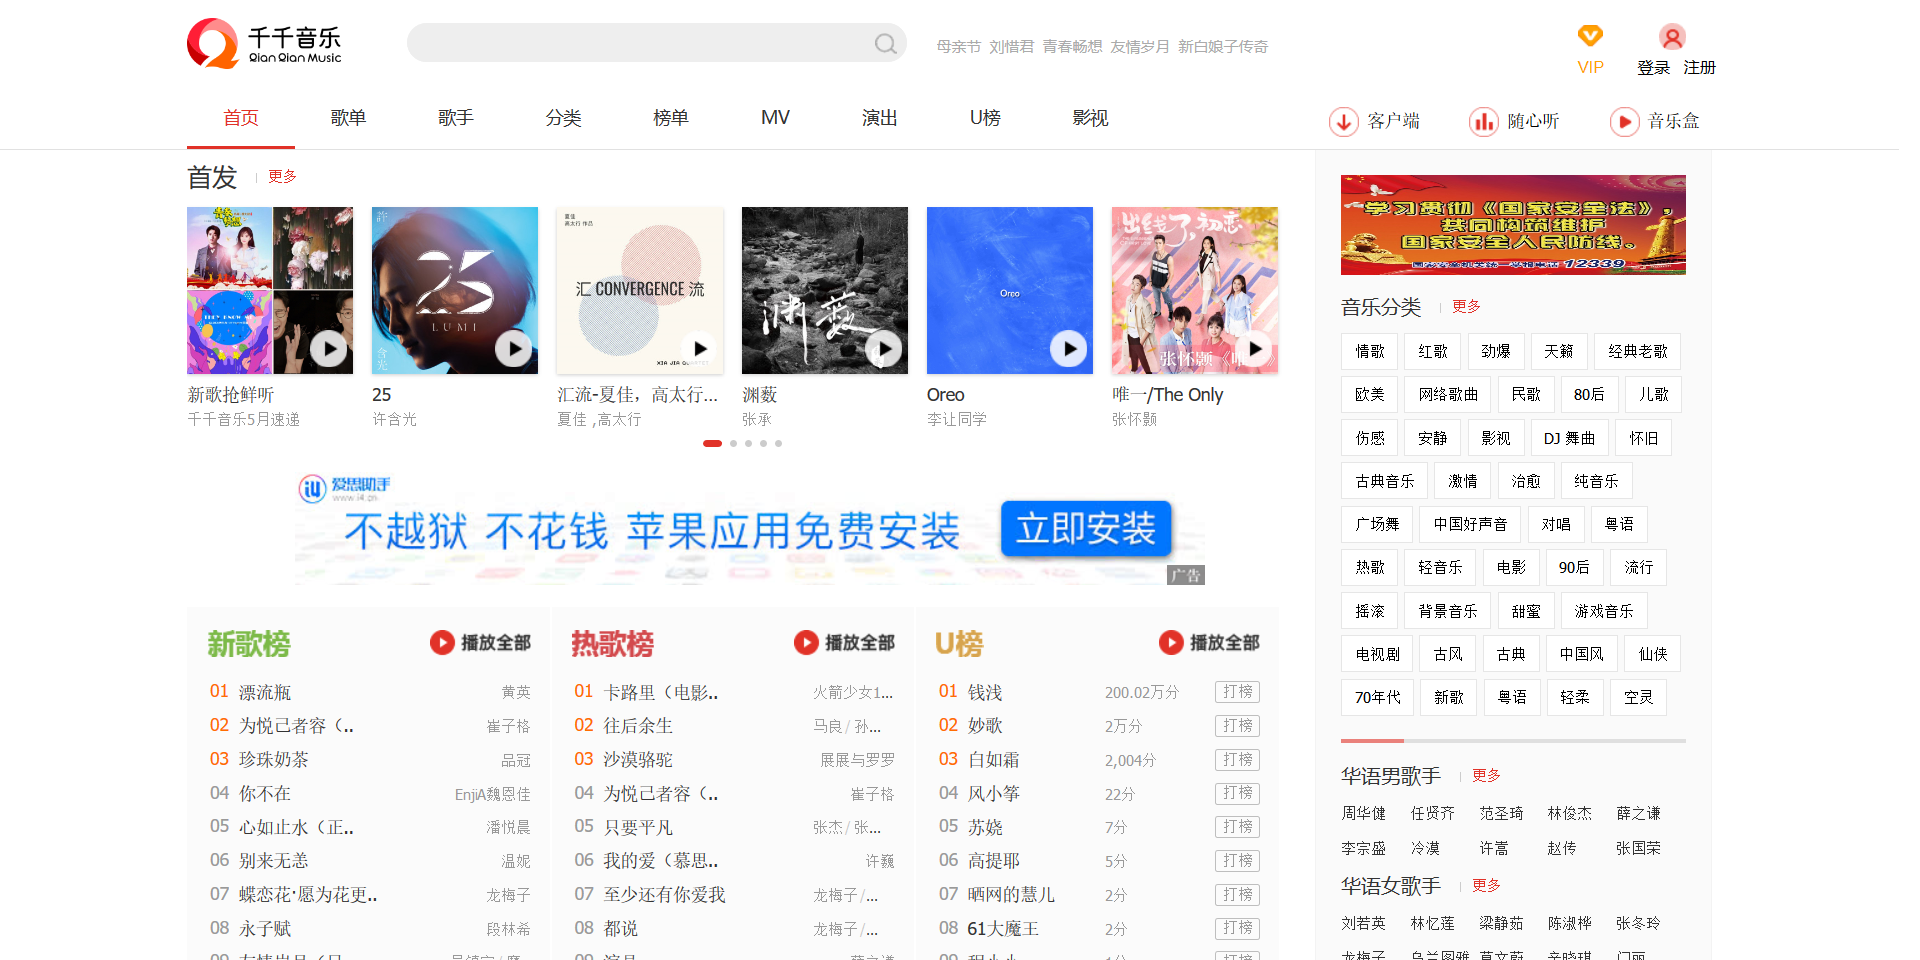 千千音乐
Qian Qian Music
母亲节 刘惜君 青春畅想 友情岁月 新白娘子传奇
VIP
登录 注册
首页 歌单 歌手 分类 榜单 MV 演出 U榜 影视
客户端 随心听 音乐盒
首发 更多
25
LUMI
汇 CONVERGENCE 流
渊薮
Oreo
出线了,初恋
新歌抢鲜听
千千音乐5月速递
25
许含光
汇流-夏佳，高太行...
夏佳 ,高太行
渊薮
张承
Oreo
李让同学
唯一/The Only
张怀颢
爱思助手
www.i4.cn
不越狱 不花钱 苹果应用免费安装
立即安装
广告
新歌榜 播放全部
01 漂流瓶 黄英
02 为悦己者容（.. 崔子格
03 珍珠奶茶 品冠
04 你不在 EnjiA魏恩佳
05 心如止水（正.. 潘悦晨
06 别来无恙 温妮
07 蝶恋花·愿为花更.. 龙梅子
08 永子赋 段林希
热歌榜 播放全部
01 卡路里（电影.. 火箭少女1...
02 往后余生 马良 / 孙...
03 沙漠骆驼 展展与罗罗
04 为悦己者容（.. 崔子格
05 只要平凡 张杰 / 张...
06 我的爱（慕思.. 许巍
07 至少还有你爱我 龙梅子 /...
08 都说 龙梅子 /...
U榜 播放全部
01 钱浅 200.02万分 打榜
02 妙歌 2万分 打榜
03 白如霜 2,004分 打榜
04 风小筝 22分 打榜
05 苏娆 7分 打榜
06 高提耶 5分 打榜
07 晒网的慧儿 2分 打榜
08 61大魔王 2分 打榜
学习贯彻《国家安全法》，
共同构筑维护
国家安全人民防线。
12339
音乐分类 更多
情歌 红歌 劲爆 天籁 经典老歌
欧美 网络歌曲 民歌 80后 儿歌
伤感 安静 影视 DJ 舞曲 怀旧
古典音乐 激情 治愈 纯音乐
广场舞 中国好声音 对唱 粤语
热歌 轻音乐 电影 90后 流行
摇滚 背景音乐 甜蜜 游戏音乐
电视剧 古风 古典 中国风 仙侠
70年代 新歌 粤语 轻柔 空灵
华语男歌手 更多
周华健 任贤齐 范圣琦 林俊杰 薛之谦
李宗盛 冷漠 许嵩 赵传 张国荣
华语女歌手 更多
刘若英 林忆莲 梁静茹 陈淑桦 张冬玲
龙梅子 乌兰图雅 莫文蔚 辛晓琪 门丽